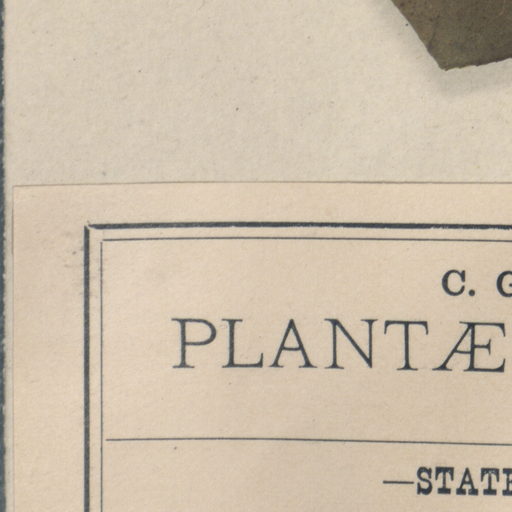 C. G
PLANTÆ
—STATE